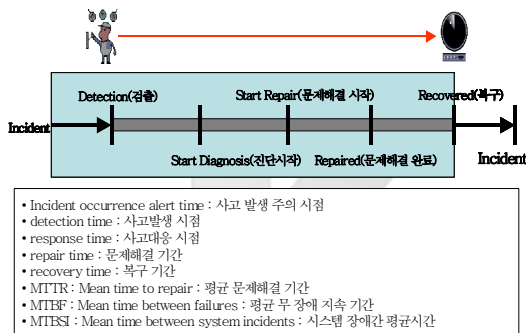 Detection(검출)
Start Repair(문제해결 시작)
Recovered(복구)
Incident
Start Diagnosis(진단시작)
Repaired(문제해결 완료)
Incident
• Incident occurrence alert time : 사고 발생 주의 시점
• detection time : 사고발생 시점
• response time : 사고대응 시점
• repair time : 문제해결 기간
• recovery time : 복구 기간
• MTTR : Mean time to repair : 평균 문제해결 기간
• MTBF : Mean time between failures : 평균 무 장애 지속 기간
• MTBSI : Mean time between system incidents : 시스템 장애간 평균시간